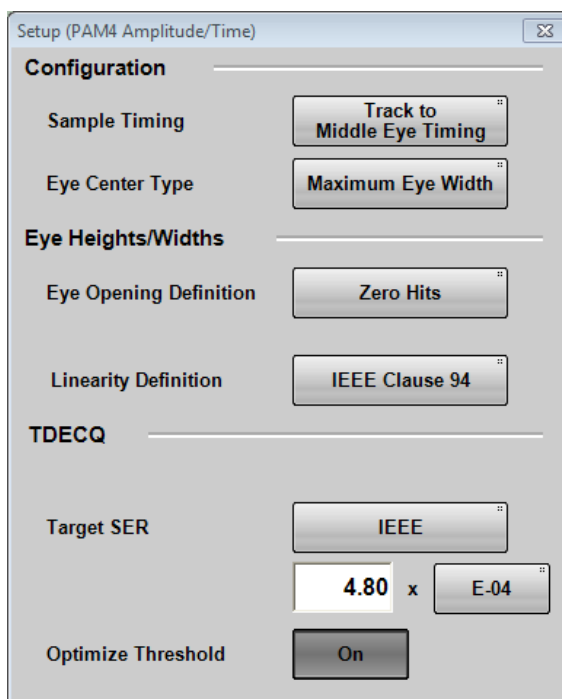 Setup (PAM4 Amplitude/Time)
Configuration
Sample Timing
Track to
Middle Eye Timing
Eye Center Type
Maximum Eye Width
Eye Heights/Widths
Eye Opening Definition
Zero Hits
Linearity Definition
IEEE Clause 94
TDECQ
Target SER
IEEE
4.80 x E-04
Optimize Threshold
On